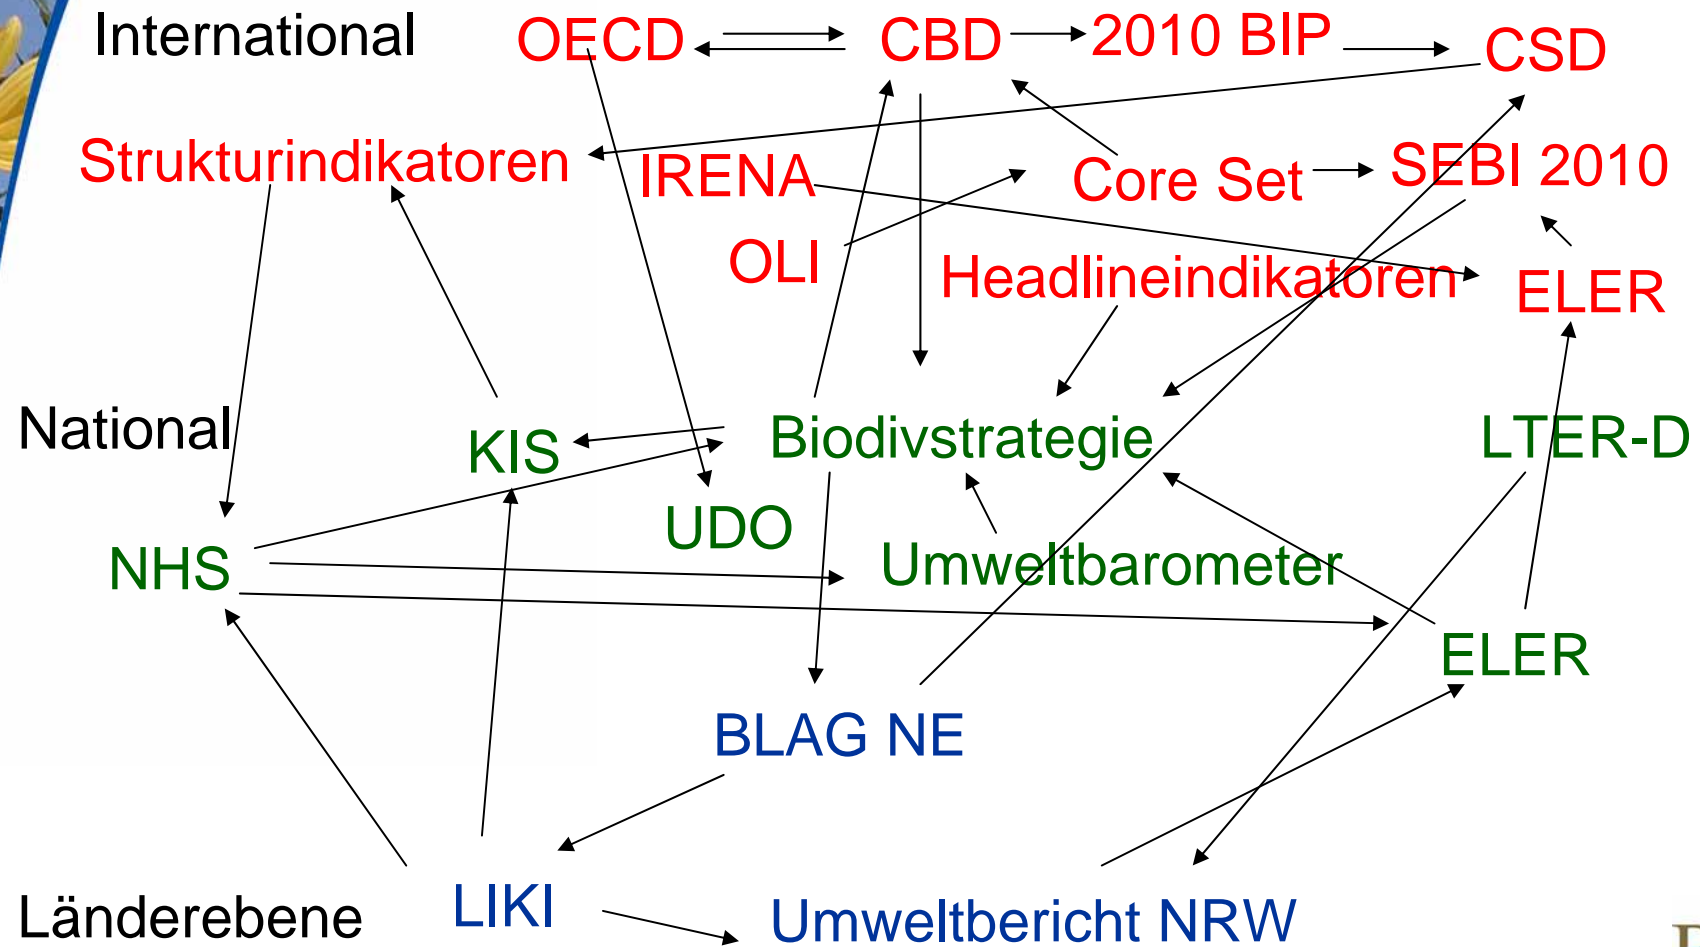 International OECD CBD 2010 BIP CSD
Strukturindikatoren IRENA Core Set SEBI 2010
OLI Headlineindikatoren ELER
National KIS Biodivstrategie LTER-D
NHS UDO Umweltbarometer
ELER
BLAG NE
Länderebene LIKI Umweltbericht NRW